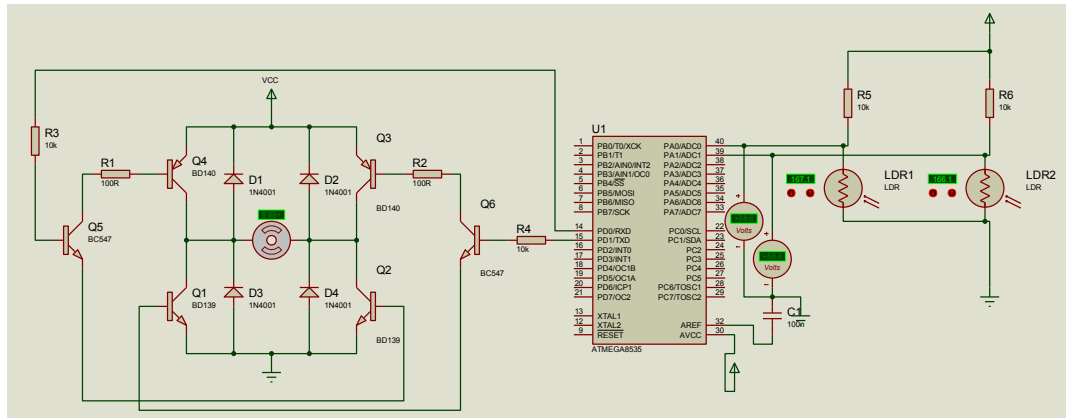 VCC
R3
10k
R1
100R
Q4
BD140
D1
1N4001
D2
1N4001
Q3
BD140
R2
100R
Q6
BC547
R4
10k
Q5
BC547
Q1
BD139
D3
1N4001
D4
1N4001
Q2
BD139
U1
1 PB0/T0/XCK PA0/ADC0 40
2 PB1/T1 PA1/ADC1 39
3 PB2/AIN0/INT2 PA2/ADC2 38
4 PB3/AIN1/OC0 PA3/ADC3 37
5 PB4/SS PA4/ADC4 36
6 PB5/MOSI PA5/ADC5 35
7 PB6/MISO PA6/ADC6 34
8 PB7/SCK PA7/ADC7 33
14 PD0/RXD PC0/SCL 22
15 PD1/TXD PC1/SDA 23
16 PD2/INT0 PC2 24
17 PD3/INT1 PC3 25
18 PD4/OC1B PC4 26
19 PD5/OC1A PC5 27
20 PD6/ICP1 PC6/TOSC1 28
21 PD7/OC2 PC7/TOSC2 29
13 XTAL1
12 XTAL2 AREF 32
9 RESET AVCC 30
ATMEGA8535
+
Volts
-
+
Volts
-
C1
100n
R5
10k
R6
10k
167.1
LDR1
LDR
166.1
LDR2
LDR